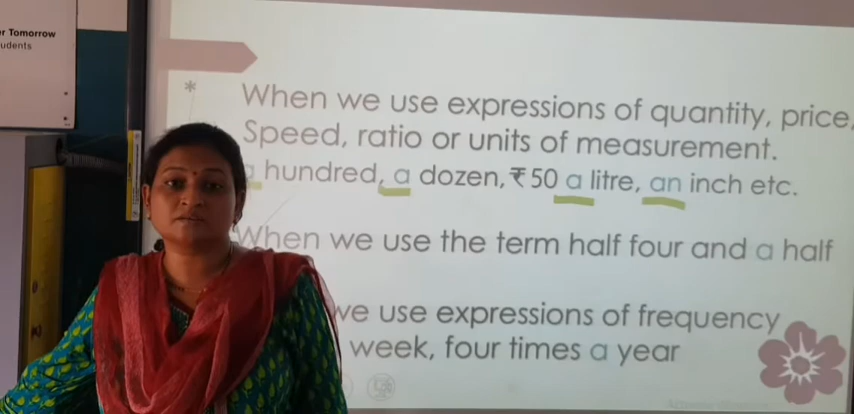 r Tomorrow
udents
*
When we use expressions of quantity, price,
Speed, ratio or units of measurement.
a hundred, a dozen, ₹50 a litre, an inch etc.
When we use the term half four and a half
we use expressions of frequency
week, four times a year